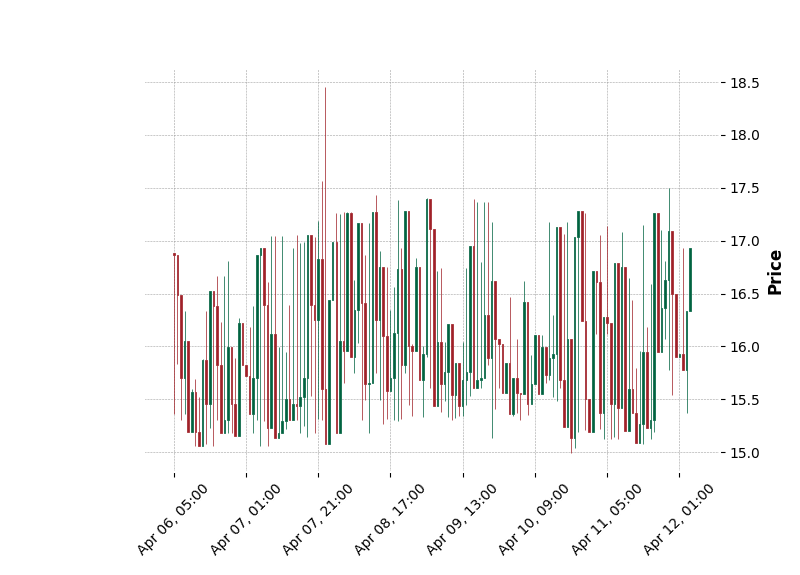 18.5
18.0
17.5
17.0
16.5
16.0
15.5
15.0
Price
Apr 06, 05:00
Apr 07, 01:00
Apr 07, 21:00
Apr 08, 17:00
Apr 09, 13:00
Apr 10, 09:00
Apr 11, 05:00
Apr 12, 01:00